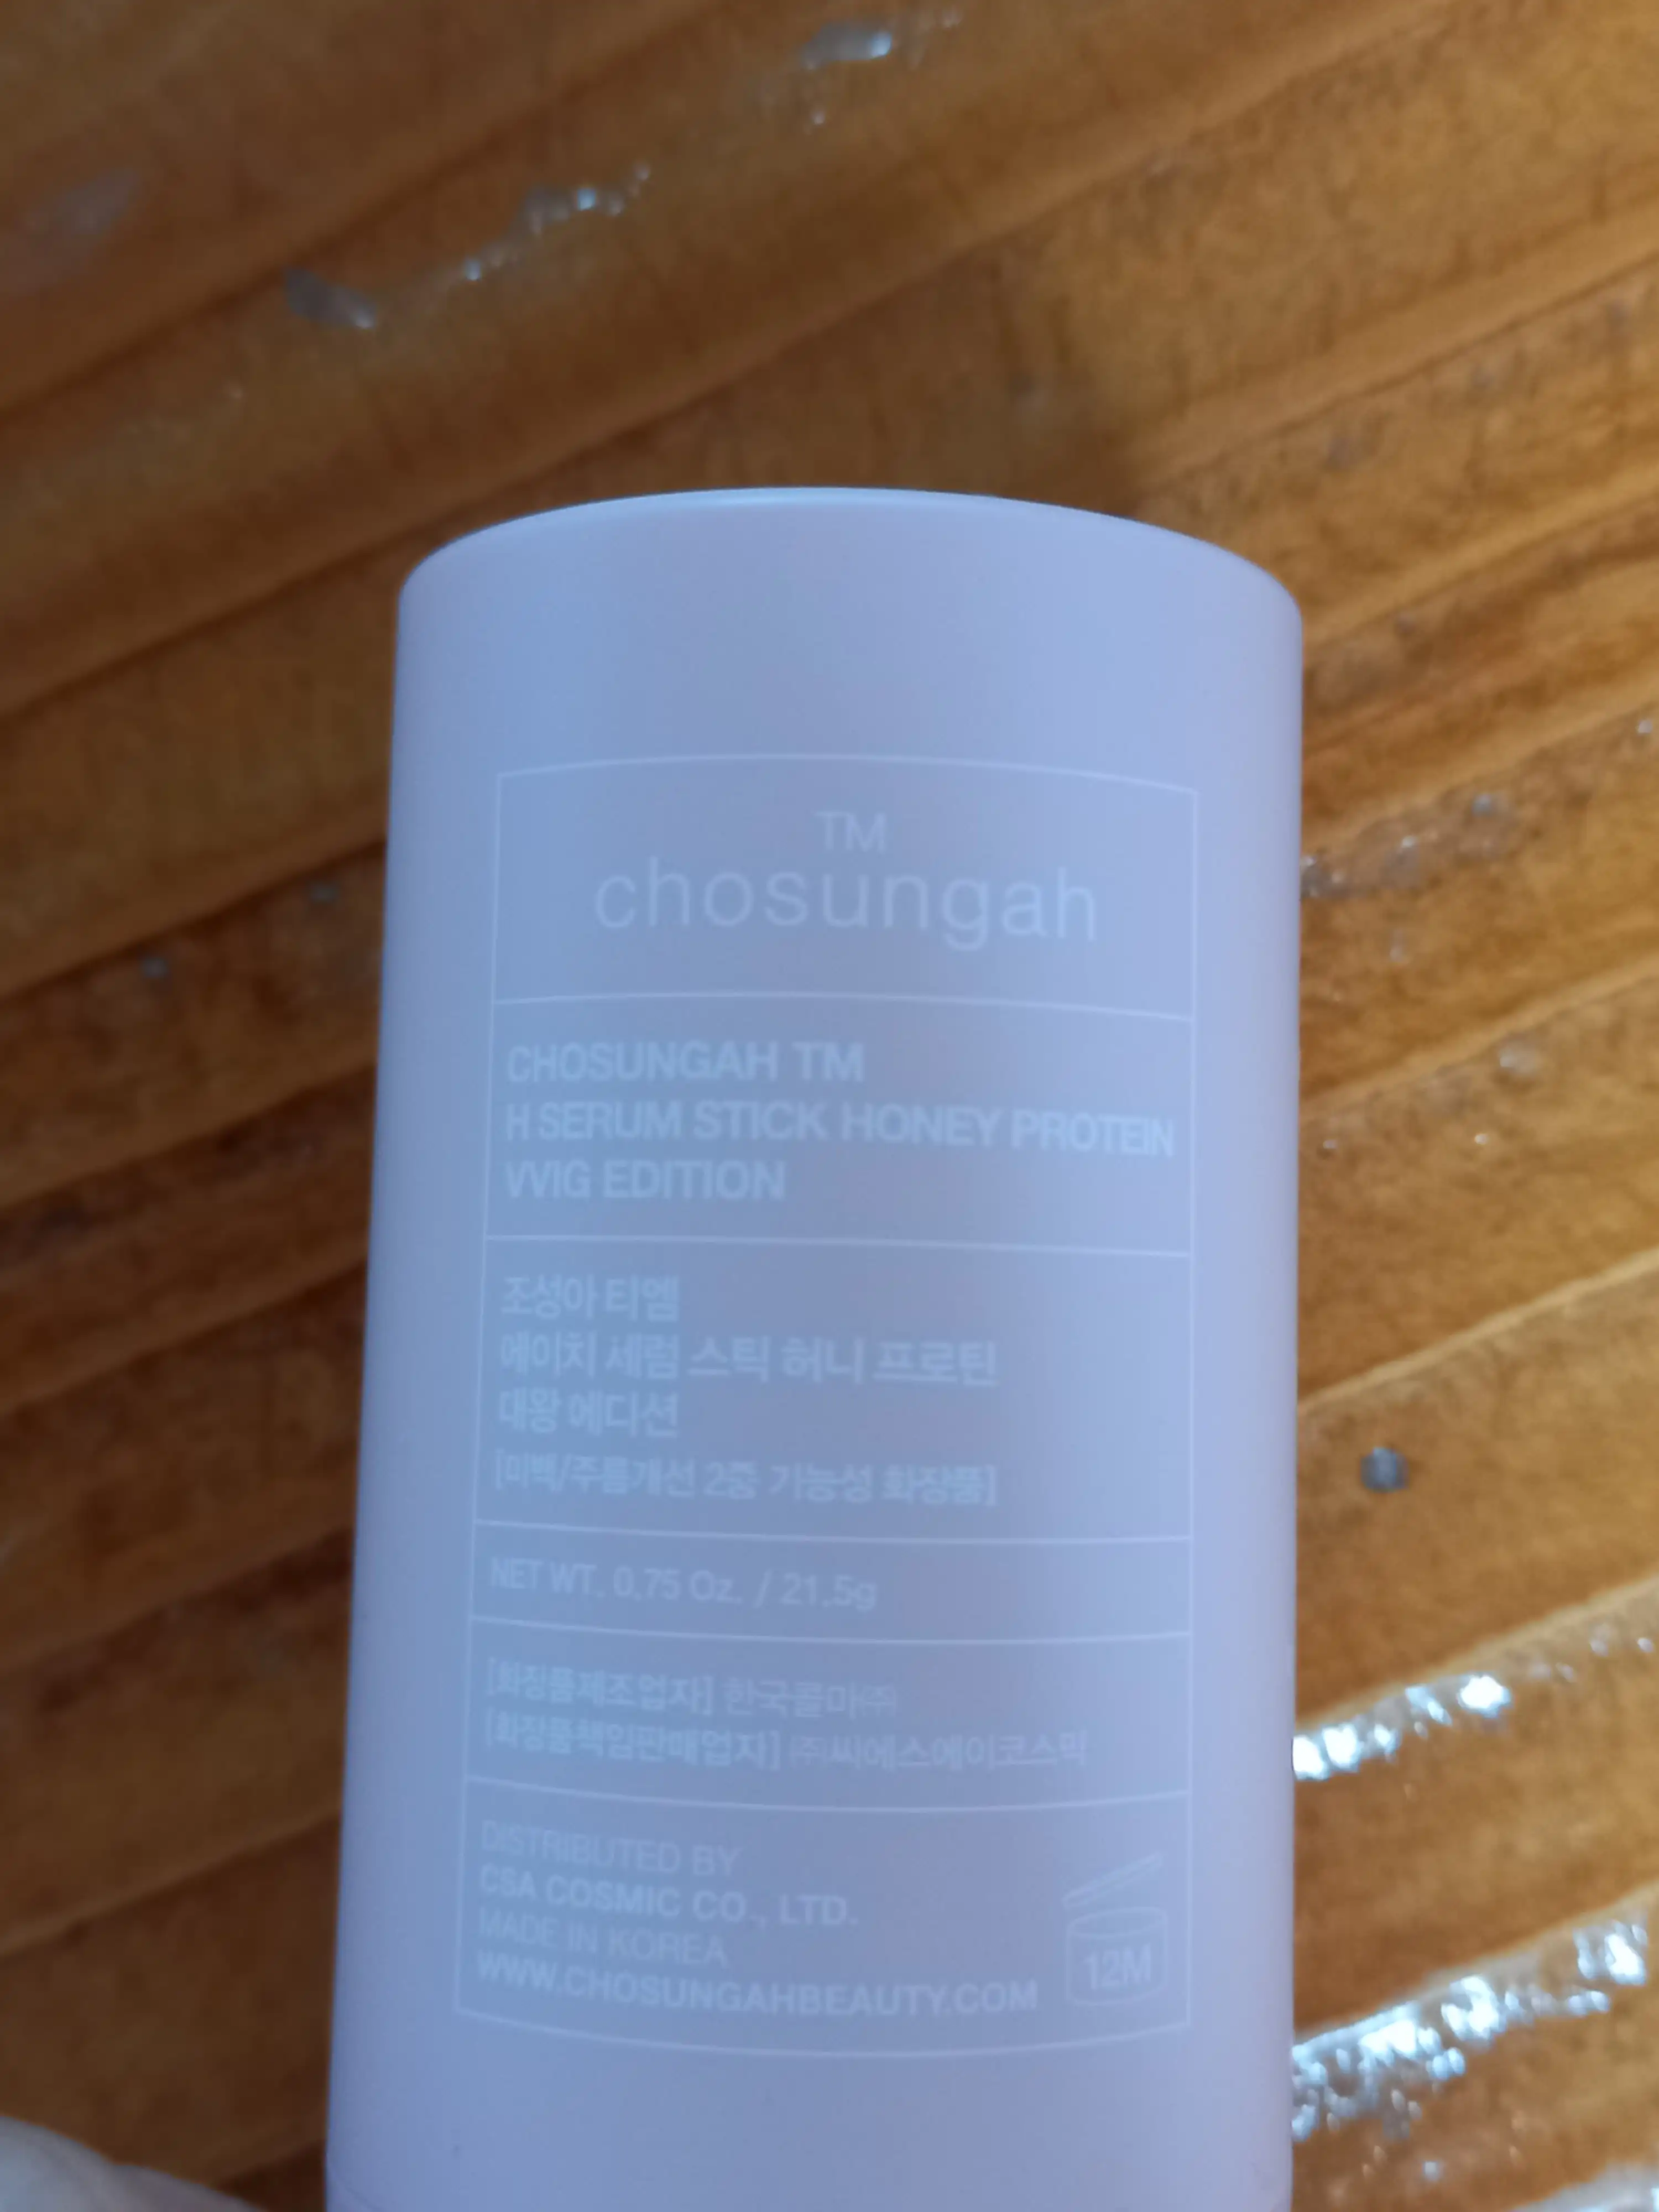 TM
chosungah
CHOSUNGAH TM
H SERUM STICK HONEY PROTEIN
VVIG EDITION
조성아 티엠
에이치 세럼 스틱 허니 프로틴
대왕 에디션
[미백/주름개선 2중 기능성 화장품]
NET WT. 0.75 Oz. / 21.5g
[화장품제조업자] 한국콜마㈜
[화장품책임판매업자] ㈜씨에스에이코스믹
DISTRIBUTED BY
CSA COSMIC CO., LTD.
MADE IN KOREA
WWW.CHOSUNGAHBEAUTY.COM
12M